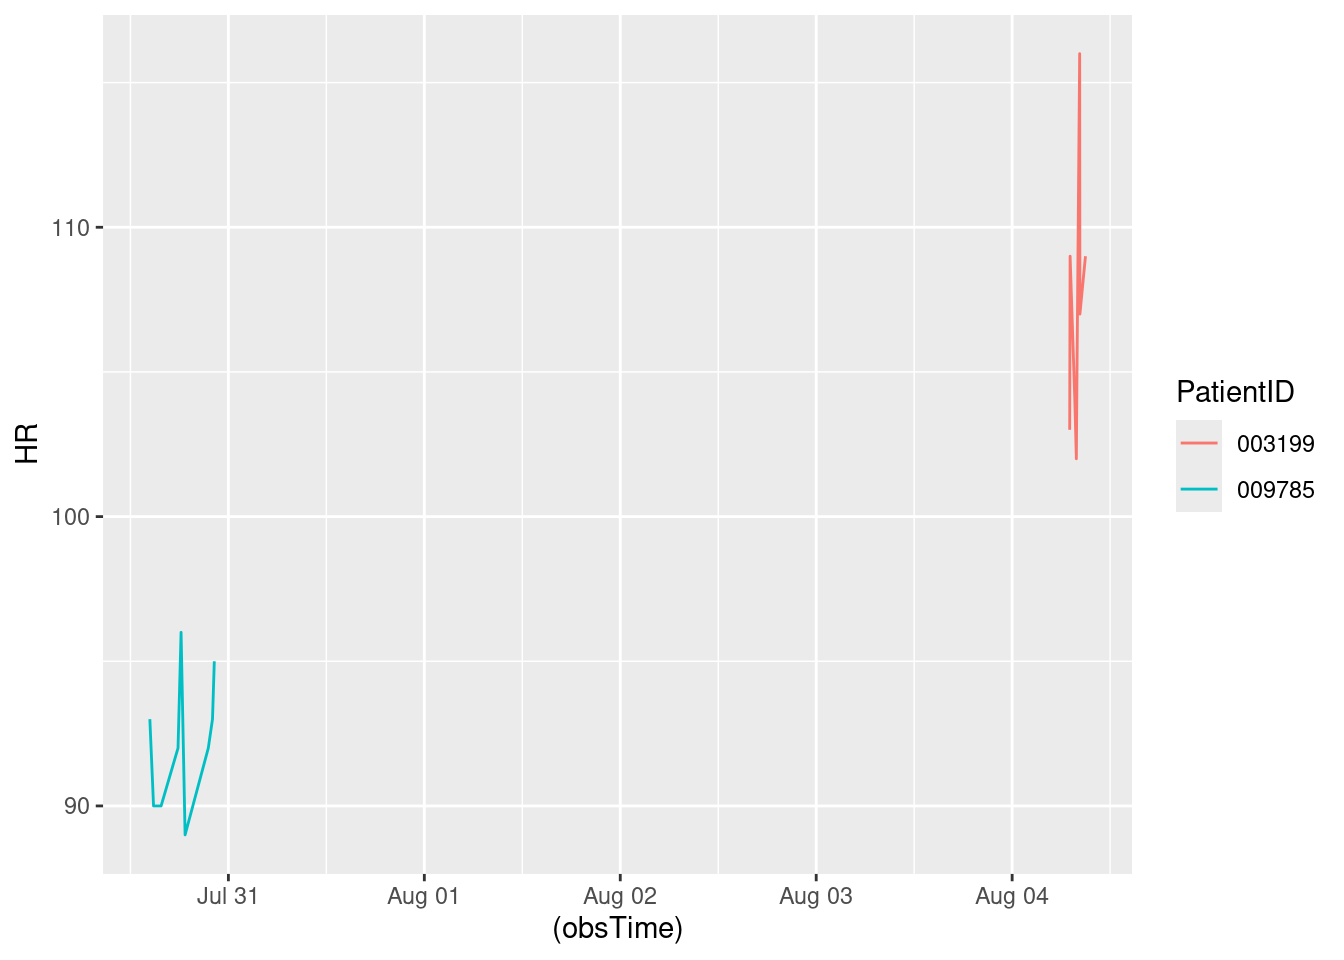 HR
110
100
90
Jul 31
Aug 01
Aug 02
Aug 03
Aug 04
(obsTime)
PatientID
003199
009785